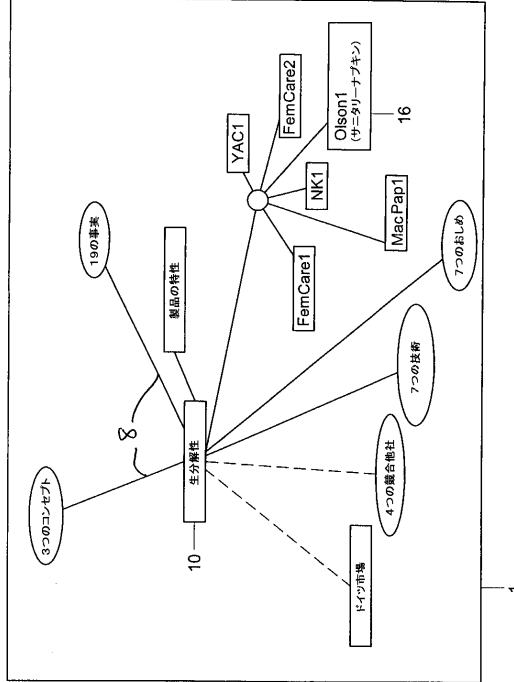 3つのコンセプト
19の事実
8
製品の特性
生分解性
10
YAC1
FemCare2
Olson1
(サニタリーナプキン)
16
NK1
MacPap1
FemCare1
7つのおしめ
7つの技術
4つの競合他社
ドイツ市場
1